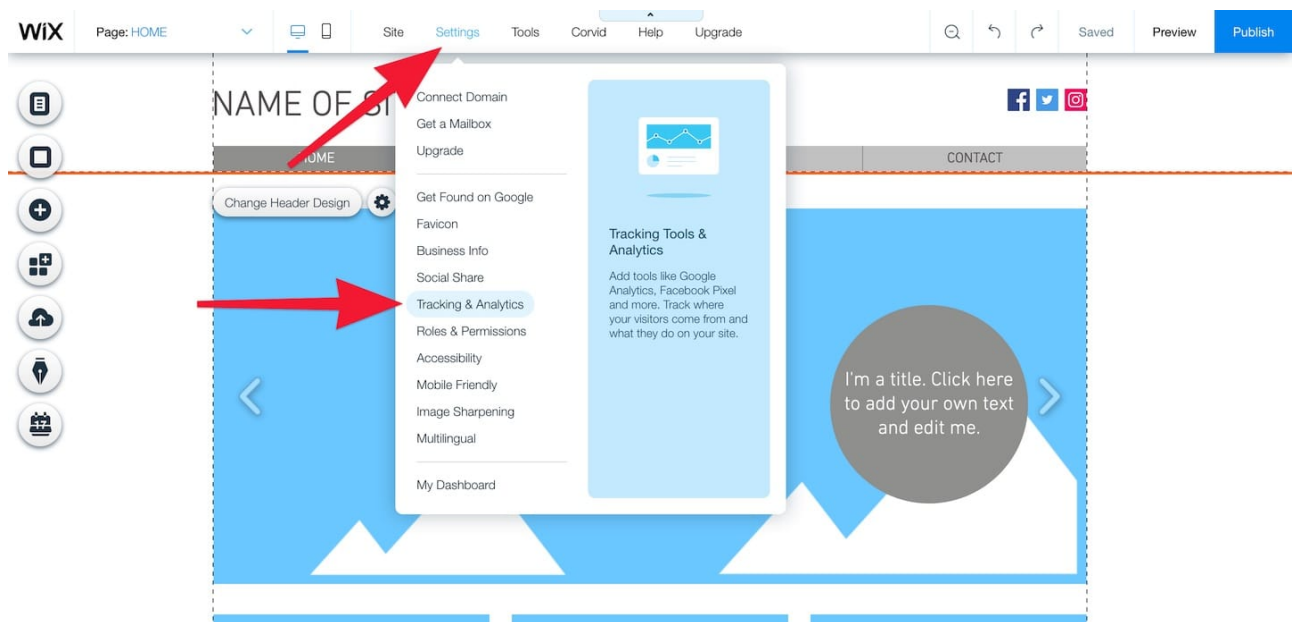 WiX
Page: HOME
Site
Settings
Tools
Corvid
Help
Upgrade
Saved
Preview
Publish
NAME OF SI
HOME
CONTACT
Change Header Design
Connect Domain
Get a Mailbox
Upgrade
Get Found on Google
Favicon
Business Info
Social Share
Tracking & Analytics
Roles & Permissions
Accessibility
Mobile Friendly
Image Sharpening
Multilingual
My Dashboard
Tracking Tools &
Analytics
Add tools like Google
Analytics, Facebook Pixel
and more. Track where
your visitors come from and
what they do on your site.
I'm a title. Click here
to add your own text
and edit me.
17